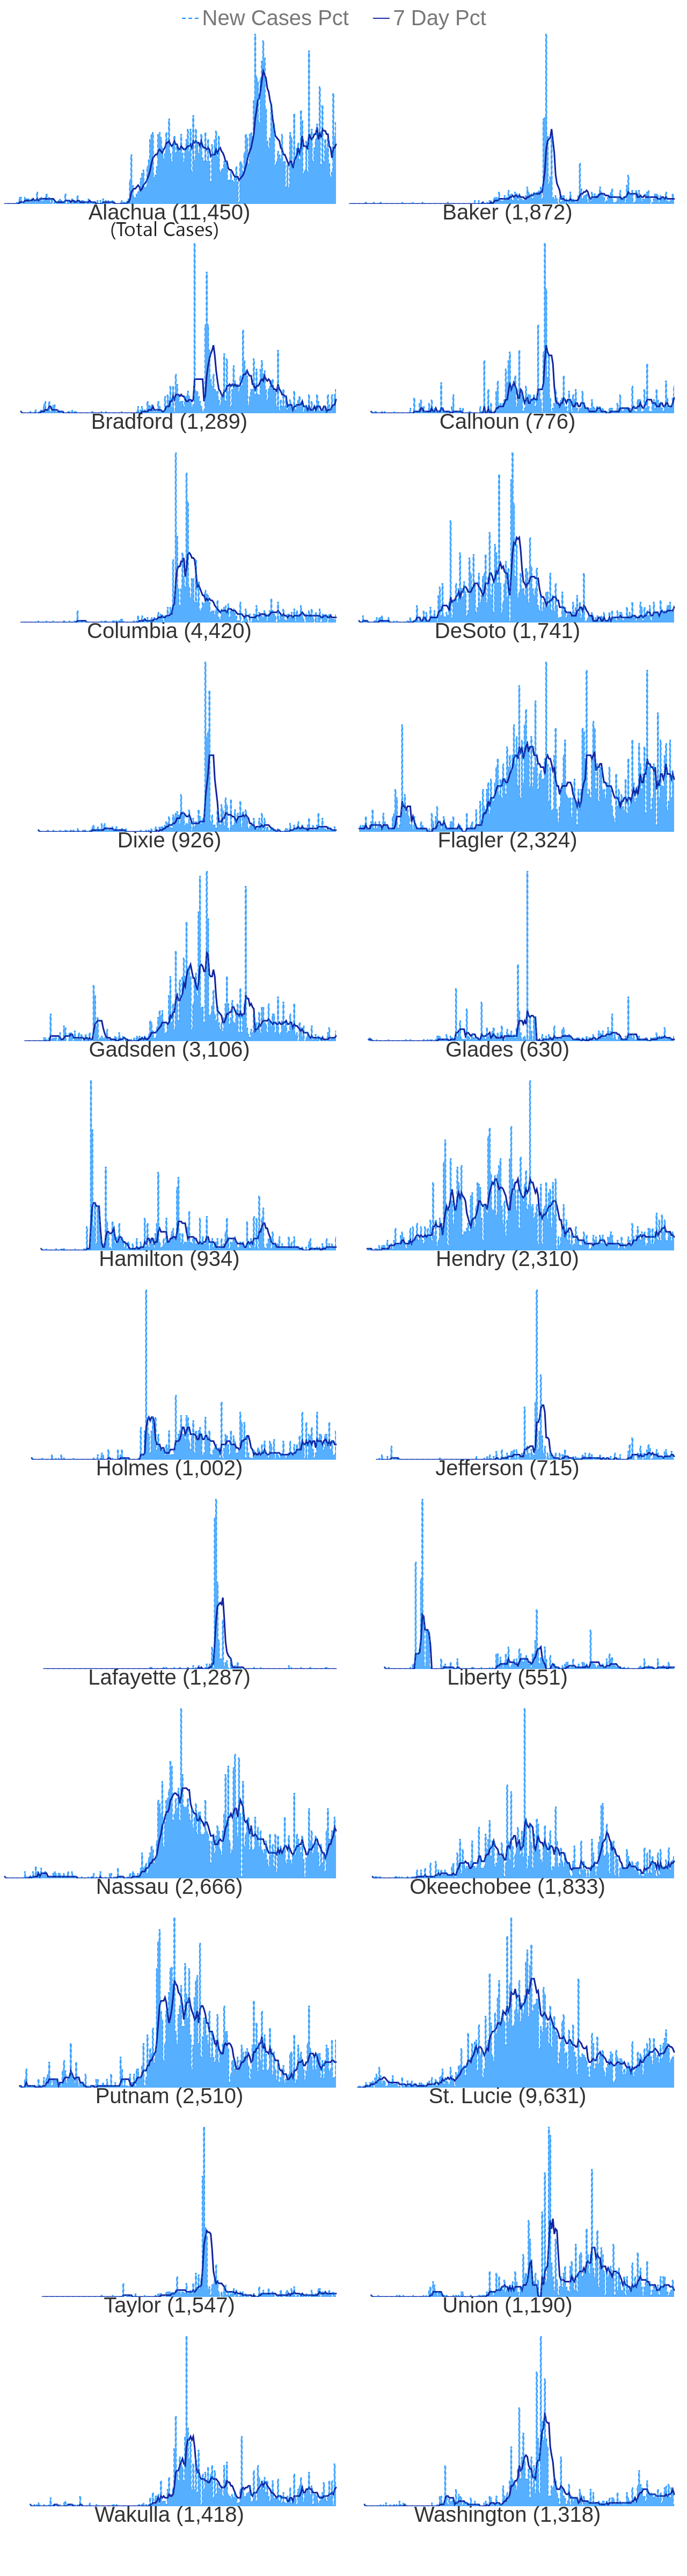 New Cases Pct 7 Day Pct
Alachua (11,450) Baker (1,872)
(Total Cases)
Bradford (1,289) Calhoun (776)
Columbia (4,420) DeSoto (1,741)
Dixie (926) Flagler (2,324)
Gadsden (3,106) Glades (630)
Hamilton (934) Hendry (2,310)
Holmes (1,002) Jefferson (715)
Lafayette (1,287) Liberty (551)
Nassau (2,666) Okeechobee (1,833)
Putnam (2,510) St. Lucie (9,631)
Taylor (1,547) Union (1,190)
Wakulla (1,418) Washington (1,318)